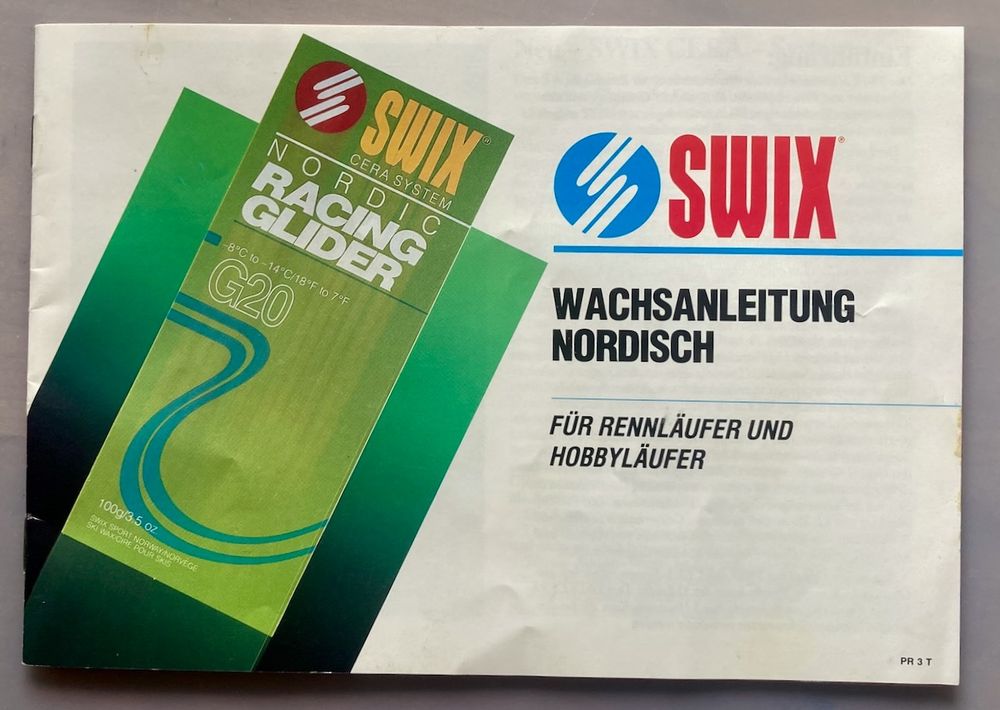 SWIX®
CERA SYSTEM
NORDIC
RACING
GLIDER
-8°C to -14°C/18°F to 7°F
G20
100g/3.5 oz
SWIX SPORT NORWAY/NORVÈGE
SKI WAX/CIRE POUR SKIS
SWIX®
WACHSANLEITUNG
NORDISCH
FÜR RENNLÄUFER UND
HOBBYLÄUFER
PR 3 T